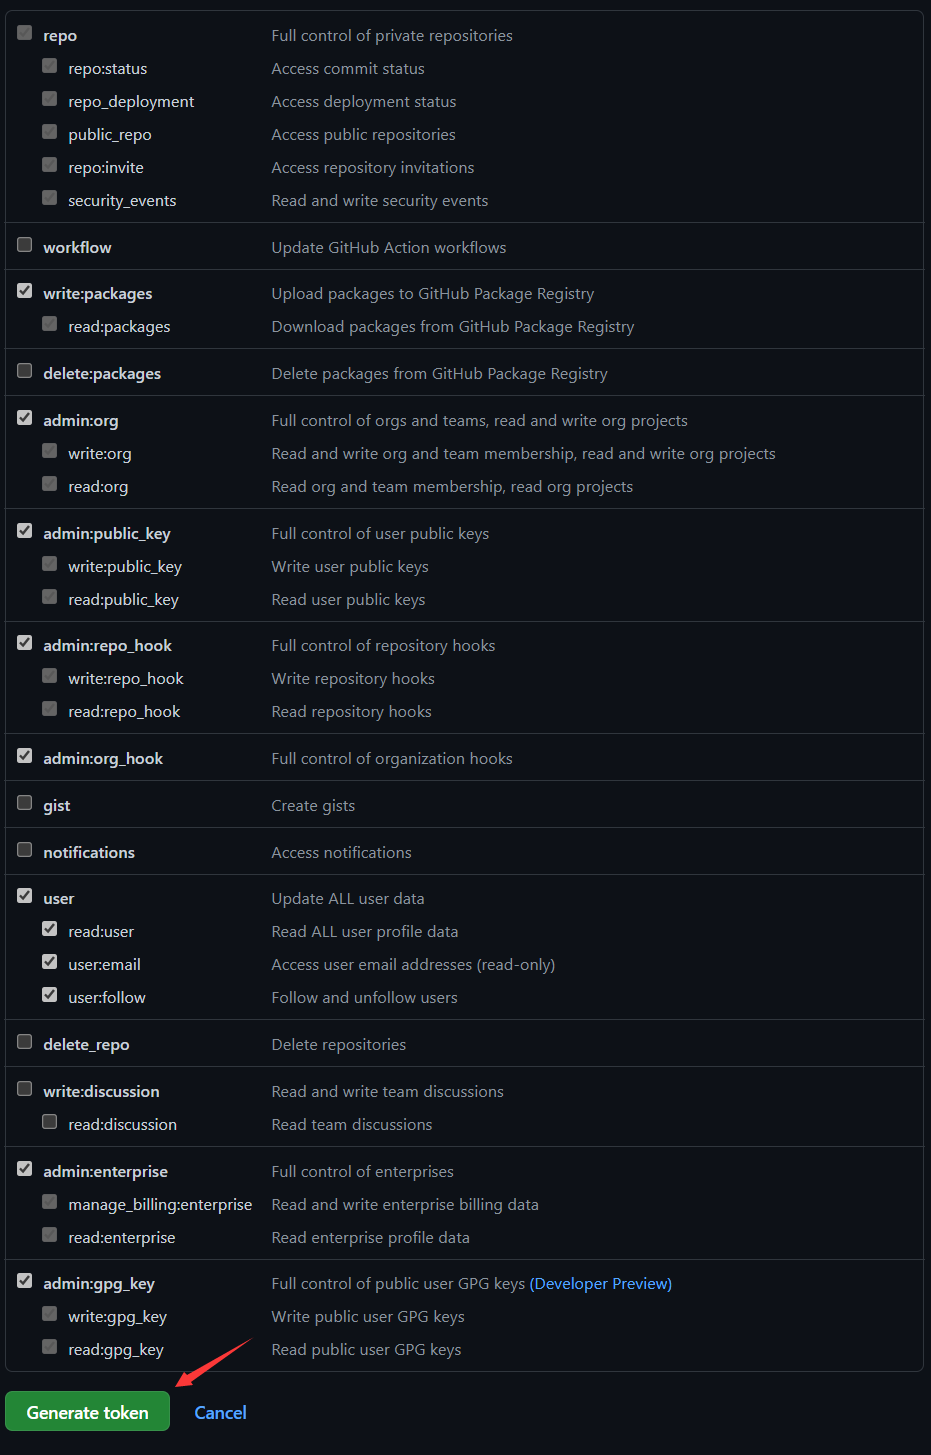 repo Full control of private repositories
repo:status Access commit status
repo_deployment Access deployment status
public_repo Access public repositories
repo:invite Access repository invitations
security_events Read and write security events
workflow Update GitHub Action workflows
write:packages Upload packages to GitHub Package Registry
read:packages Download packages from GitHub Package Registry
delete:packages Delete packages from GitHub Package Registry
admin:org Full control of orgs and teams, read and write org projects
write:org Read and write org and team membership, read and write org projects
read:org Read org and team membership, read org projects
admin:public_key Full control of user public keys
write:public_key Write user public keys
read:public_key Read user public keys
admin:repo_hook Full control of repository hooks
write:repo_hook Write repository hooks
read:repo_hook Read repository hooks
admin:org_hook Full control of organization hooks
gist Create gists
notifications Access notifications
user Update ALL user data
read:user Read ALL user profile data
user:email Access user email addresses (read-only)
user:follow Follow and unfollow users
delete_repo Delete repositories
write:discussion Read and write team discussions
read:discussion Read team discussions
admin:enterprise Full control of enterprises
manage_billing:enterprise Read and write enterprise billing data
read:enterprise Read enterprise profile data
admin:gpg_key Full control of public user GPG keys (Developer Preview)
write:gpg_key Write public user GPG keys
read:gpg_key Read public user GPG keys
Generate token Cancel